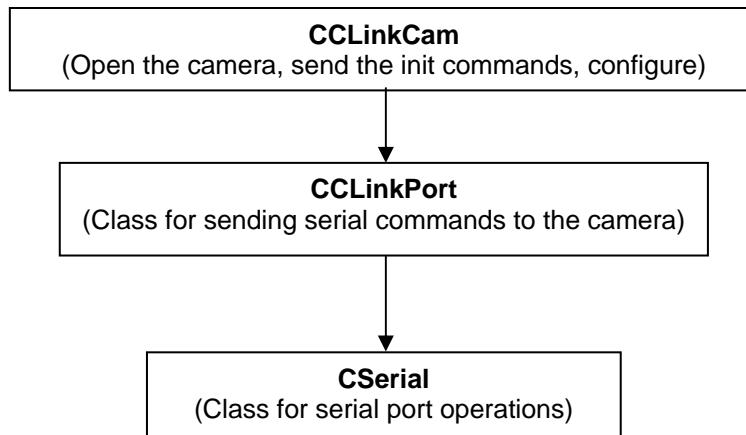 CCLinkCam
(Open the camera, send the init commands, configure)
CCLinkPort
(Class for sending serial commands to the camera)
CSerial
(Class for serial port operations)